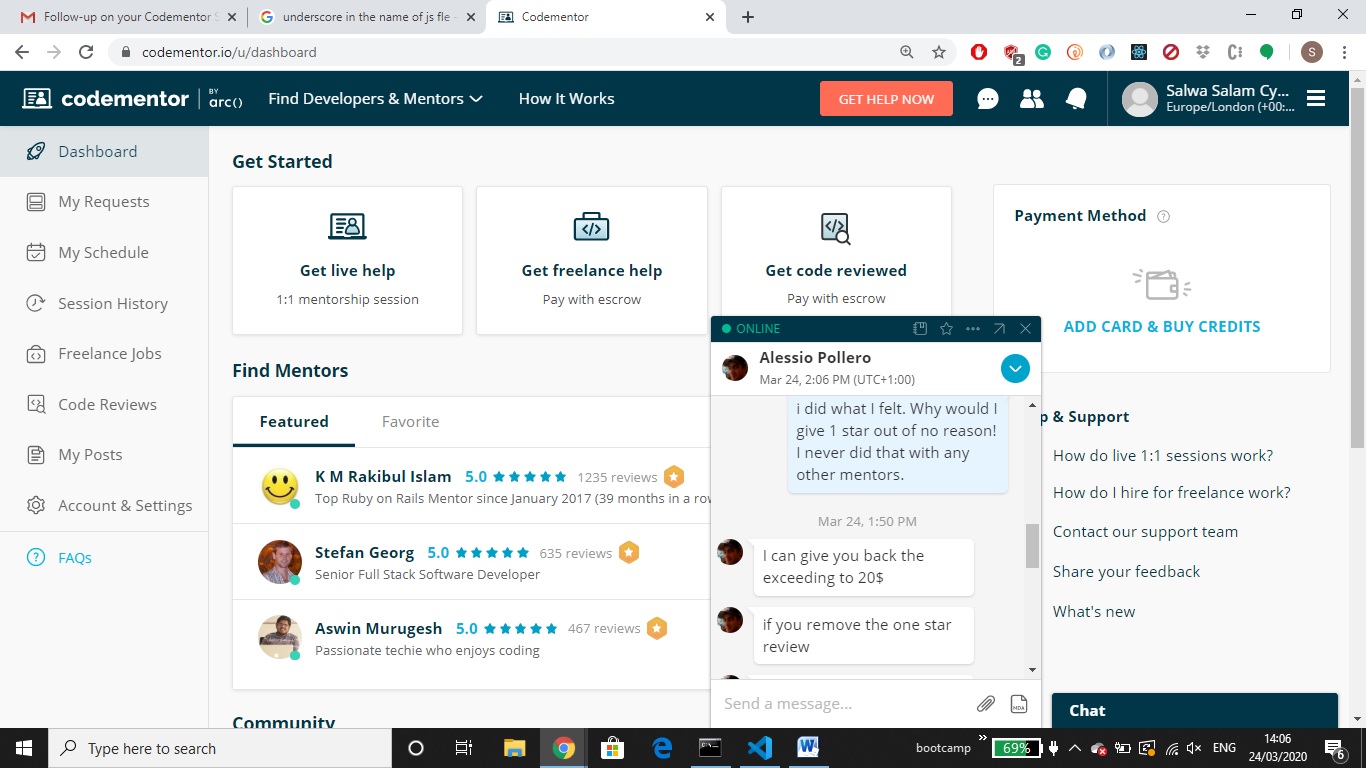 Follow-up on your Codementor S
underscore in the name of js fle -
Codementor
codementor.io/u/dashboard
2
S
codementor
BY
arc()
Find Developers & Mentors
How It Works
GET HELP NOW
Salwa Salam Cy...
Europe/London (+00:...
Dashboard
My Requests
My Schedule
Session History
Freelance Jobs
Code Reviews
My Posts
Account & Settings
? FAQs
Get Started
Get live help
1:1 mentorship session
Get freelance help
Pay with escrow
Get code reviewed
Pay with escrow
Payment Method ?
ADD CARD & BUY CREDITS
Find Mentors
Featured
Favorite
K M Rakibul Islam 5.0 1235 reviews
Top Ruby on Rails Mentor since January 2017 (39 months in a row
Stefan Georg 5.0 635 reviews
Senior Full Stack Software Developer
Aswin Murugesh 5.0 467 reviews
Passionate techie who enjoys coding
Community
ONLINE
Alessio Pollero
Mar 24, 2:06 PM (UTC+1:00)
i did what I felt. Why would I
give 1 star out of no reason!
I never did that with any
other mentors.
Mar 24, 1:50 PM
I can give you back the
exceeding to 20$
if you remove the one star
review
Send a message...
p & Support
How do live 1:1 sessions work?
How do I hire for freelance work?
Contact our support team
Share your feedback
What's new
Chat
Type here to search
bootcamp
69%
ENG
14:06
24/03/2020
6